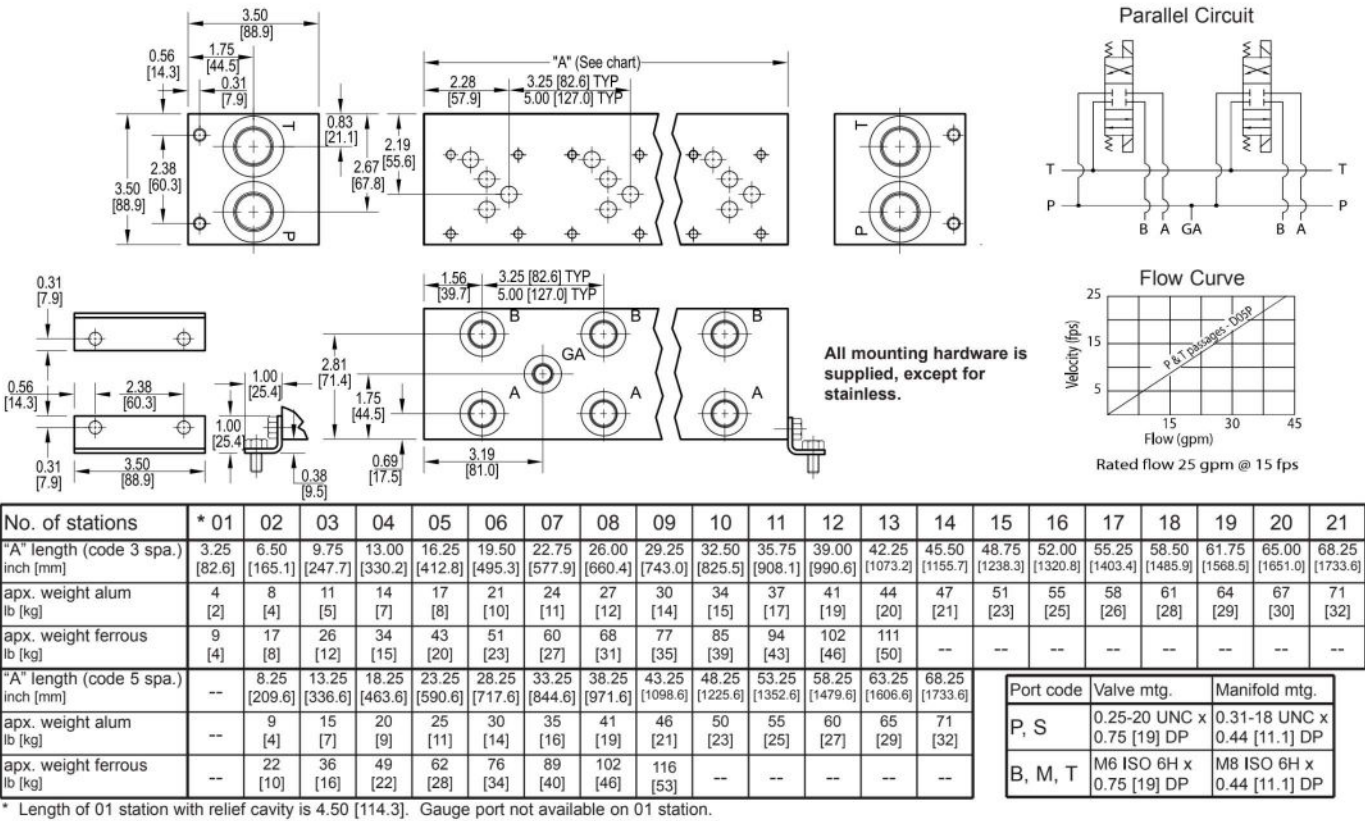 3.50
[88.9]
1.75
[44.5]
0.56
[14.3]
0.31
[7.9]
T
P
0.83
[21.1]
2.38
[60.3]
2.67
[67.8]
3.50
[88.9]
"A" (See chart)
2.28
[57.9]
3.25 [82.6] TYP
5.00 [127.0] TYP
2.19
[55.6]
T
P
Parallel Circuit
T
T
P
P
B A GA
B A
0.31
[7.9]
0.56
[14.3]
2.38
[60.3]
0.31
[7.9]
3.50
[88.9]
1.00
[25.4]
1.00
[25.4]
0.38
[9.5]
1.56
[39.7]
3.25 [82.6] TYP
5.00 [127.0] TYP
B
B
B
GA
A
A
A
2.81
[71.4]
1.75
[44.5]
0.69
[17.5]
3.19
[81.0]
All mounting hardware is
supplied, except for
stainless.
Flow Curve
25
15
5
Velocity (fps)
P & T passages - D05P
15 30 45
Flow (gpm)
Rated flow 25 gpm @ 15 fps
No. of stations * 01 02 03 04 05 06 07 08 09 10 11 12 13 14 15 16 17 18 19 20 21
"A" length (code 3 spa.) 3.25 6.50 9.75 13.00 16.25 19.50 22.75 26.00 29.25 32.50 35.75 39.00 42.25 45.50 48.75 52.00 55.25 58.50 61.75 65.00 68.25
inch [mm] [82.6] [165.1] [247.7] [330.2] [412.8] [495.3] [577.9] [660.4] [743.0] [825.5] [908.1] [990.6] [1073.2] [1155.7] [1238.3] [1320.8] [1403.4] [1485.9] [1568.5] [1651.0] [1733.6]
apx. weight alum 4 8 11 14 17 21 24 27 30 34 37 41 44 47 51 55 58 61 64 67 71
lb [kg] [2] [4] [5] [7] [8] [10] [11] [12] [14] [15] [17] [19] [20] [21] [23] [25] [26] [28] [29] [30] [32]
apx. weight ferrous 9 17 26 34 43 51 60 68 77 85 94 102 111 -- -- -- -- -- -- -- --
lb [kg] [4] [8] [12] [15] [20] [23] [27] [31] [35] [39] [43] [46] [50]
"A" length (code 5 spa.) -- 8.25 13.25 18.25 23.25 28.25 33.25 38.25 43.25 48.25 53.25 58.25 63.25 68.25
inch [mm] [209.6] [336.6] [463.6] [590.6] [717.6] [844.6] [971.6] [1098.6] [1225.6] [1352.6] [1479.6] [1606.6] [1733.6]
apx. weight alum -- 9 15 20 25 30 35 41 46 50 55 60 65 71
lb [kg] [4] [7] [9] [11] [14] [16] [19] [21] [23] [25] [27] [29] [32]
apx. weight ferrous -- 22 36 49 62 76 89 102 116 -- -- -- -- --
lb [kg] [10] [16] [22] [28] [34] [40] [46] [53]
Port code Valve mtg. Manifold mtg.
P, S 0.25-20 UNC x 0.31-18 UNC x
0.75 [19] DP 0.44 [11.1] DP
B, M, T M6 ISO 6H x M8 ISO 6H x
0.75 [19] DP 0.44 [11.1] DP
* Length of 01 station with relief cavity is 4.50 [114.3]. Gauge port not available on 01 station.